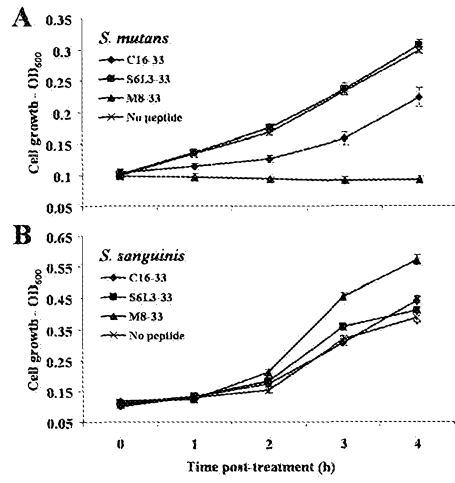 A
0.35
0.3
0.25
0.2
0.15
0.1
0.05
Cell growth - OD600
S. mutans
C16-33
S6L3-33
M8-33
No peptide
B
0.65
0.55
0.45
0.35
0.25
0.15
0.05
Cell growth - OD600
S. sanguinis
C16-33
S6L3-33
M8-33
No peptide
0 1 2 3 4
Time post-treatment (h)